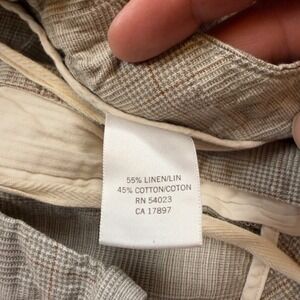 55% LINEN/LIN
45% COTTON/COTON
RN 54023
CA 17897